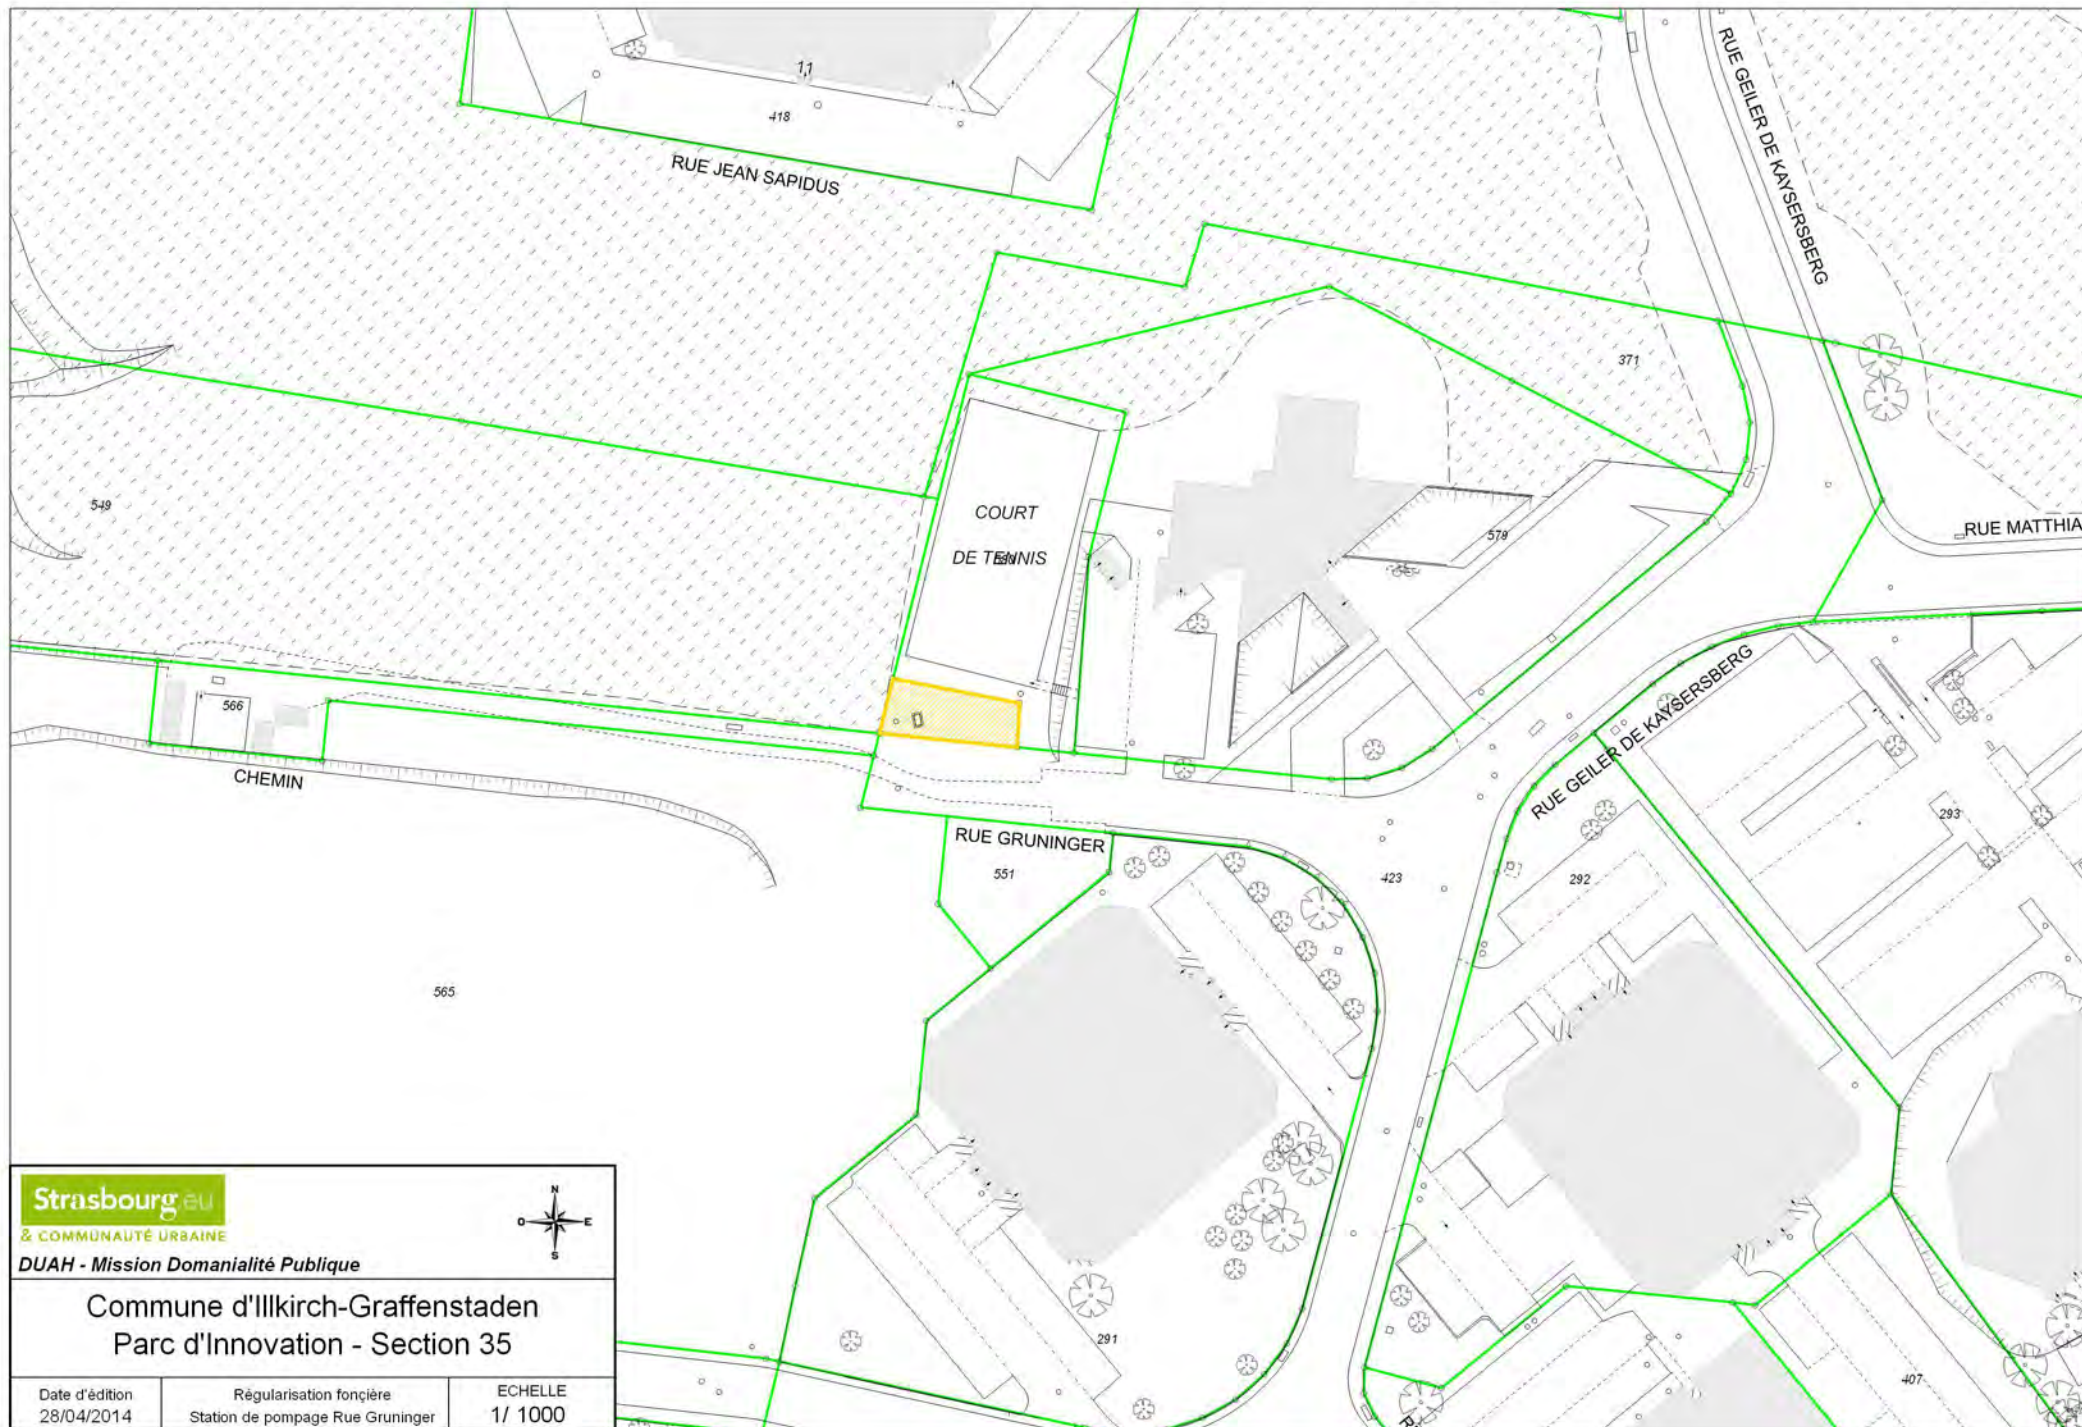 11
418
RUE JEAN SAPIDUS
RUE GEILER DE KAYSERSBERG
371
549
COURT
DE TENNIS
579
RUE MATTHIA
566
CHEMIN
RUE GRUNINGER
551
423
RUE GEILER DE KAYSERSBERG
292
293
565
291
407
Strasbourg.eu
& COMMUNAUTÉ URBAINE
N
O
E
S
DUAH - Mission Domanialité Publique
Commune d'Illkirch-Graffenstaden
Parc d'Innovation - Section 35
Date d'édition
28/04/2014
Régularisation fonçière
Station de pompage Rue Gruninger
ECHELLE
1/ 1000